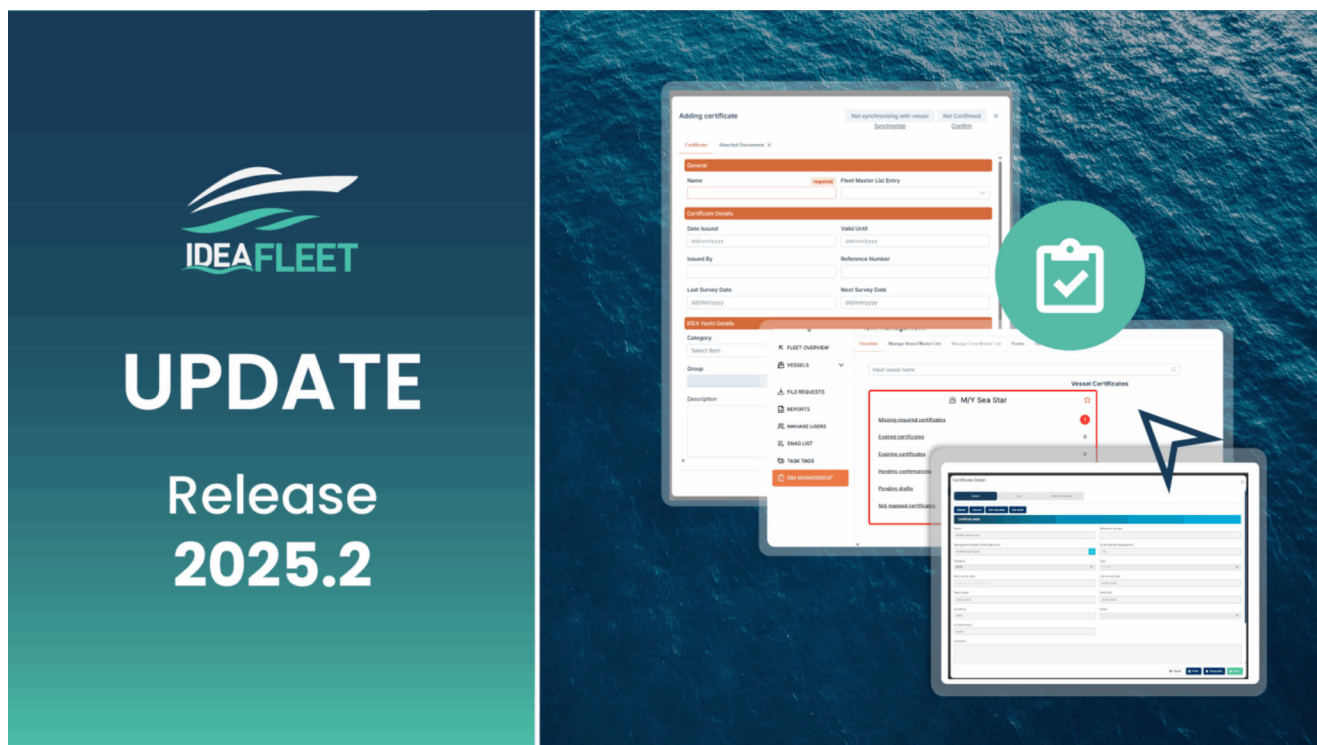 IDEAFLEET
UPDATE
Release
2025.2
Adding certificate
Not synchronising with vessel
Not Confirmed
Synchronize
Confirm
Certificate
Attached Documents
General
Name
required
Fleet Master List Entry
Certificate Details
Date Issued
Valid Until
dd/mm/yyyy
dd/mm/yyyy
Issued By
Reference Number
Last Survey Date
Next Survey Date
dd/mm/yyyy
dd/mm/yyyy
IDEA Yacht Details
Category
Select Item
Group
Description
FLEET OVERVIEW
VESSELS
FILE REQUESTS
REPORTS
MANAGE USERS
SNAG LIST
TASK TAGS
ISM MANAGEMENT
Overview
Manage Vessel Master List
Manage Crew Master List
Forms
Input vessel name
Vessel Certificates
M/Y Sea Star
Missing required certificates
Expired certificates
Expiring certificates
Pending confirmation
Pending drafts
Not mapped certificates
Certificate Detail
Certificate Detail